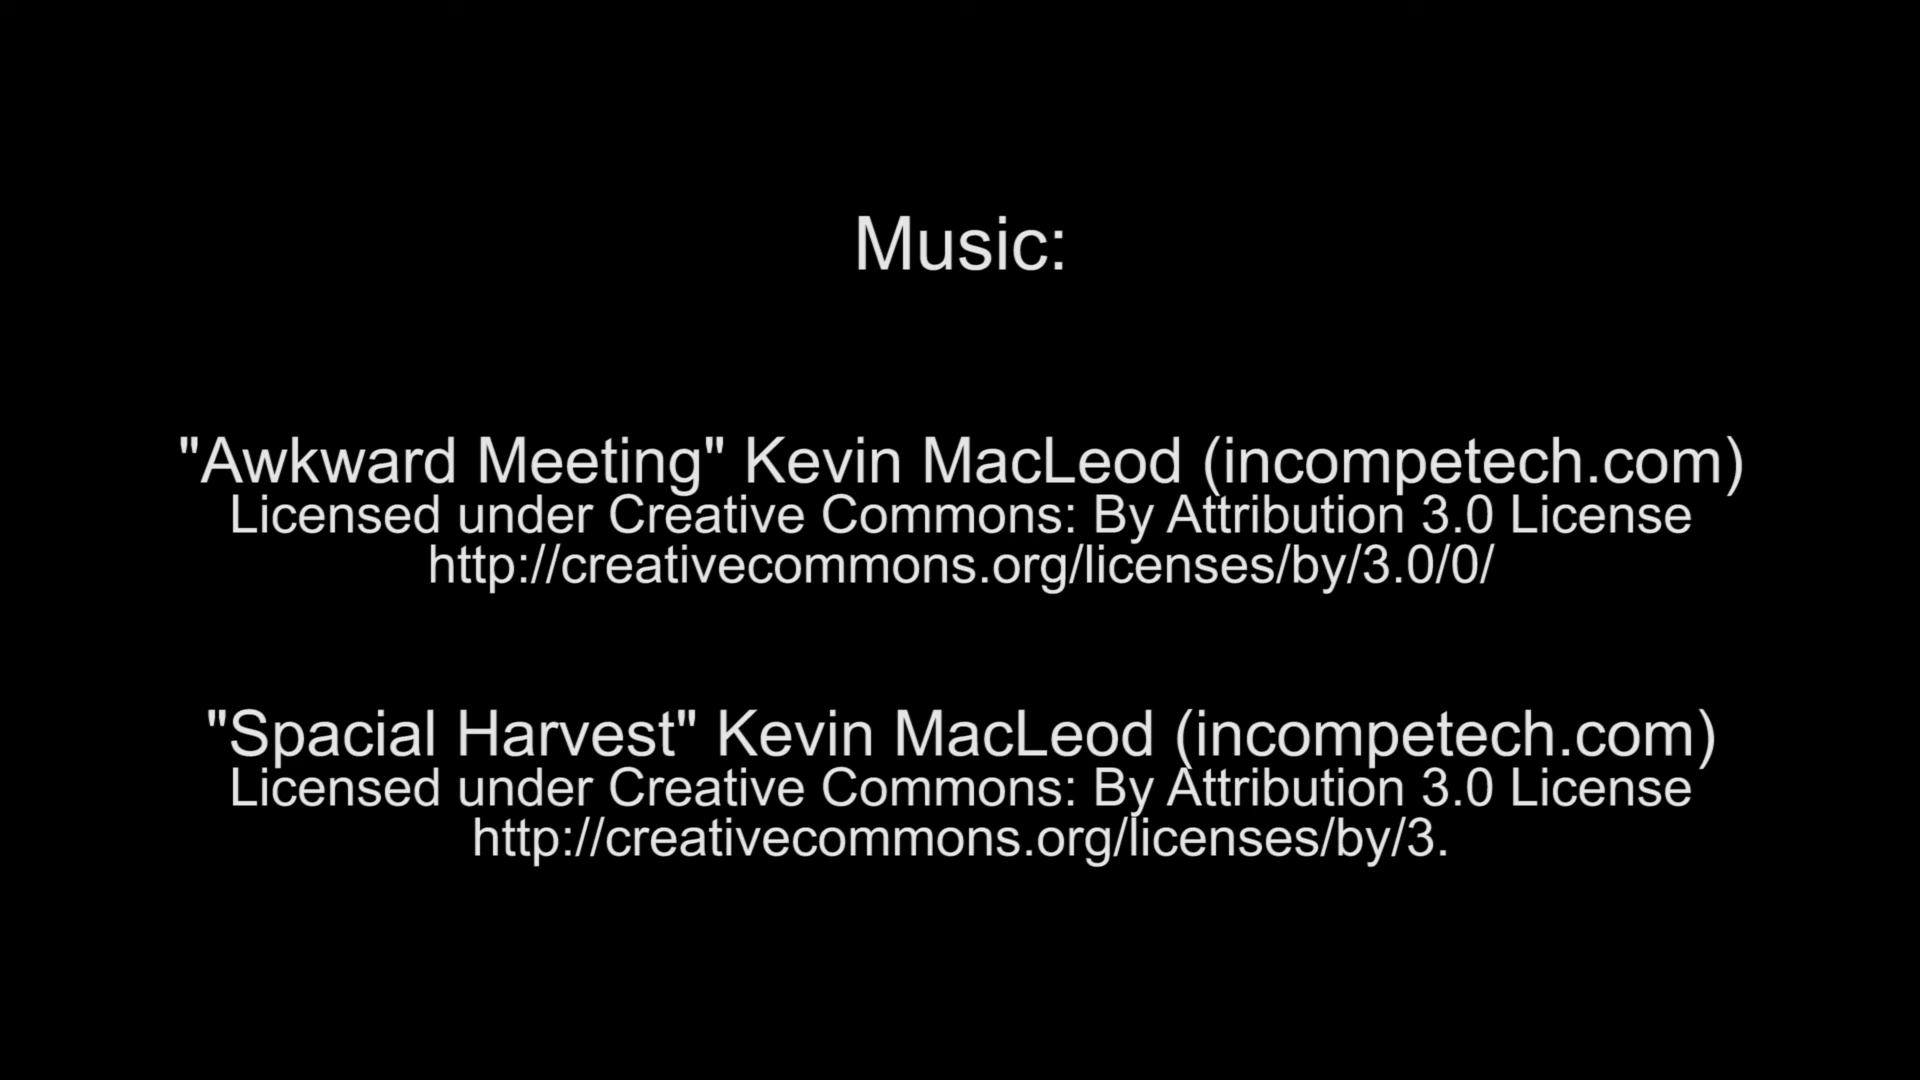 Music:
"Awkward Meeting" Kevin MacLeod (incompetech.com)
Licensed under Creative Commons: By Attribution 3.0 License
http://creativecommons.org/licenses/by/3.0/0/
"Spacial Harvest" Kevin MacLeod (incompetech.com)
Licensed under Creative Commons: By Attribution 3.0 License
http://creativecommons.org/licenses/by/3.